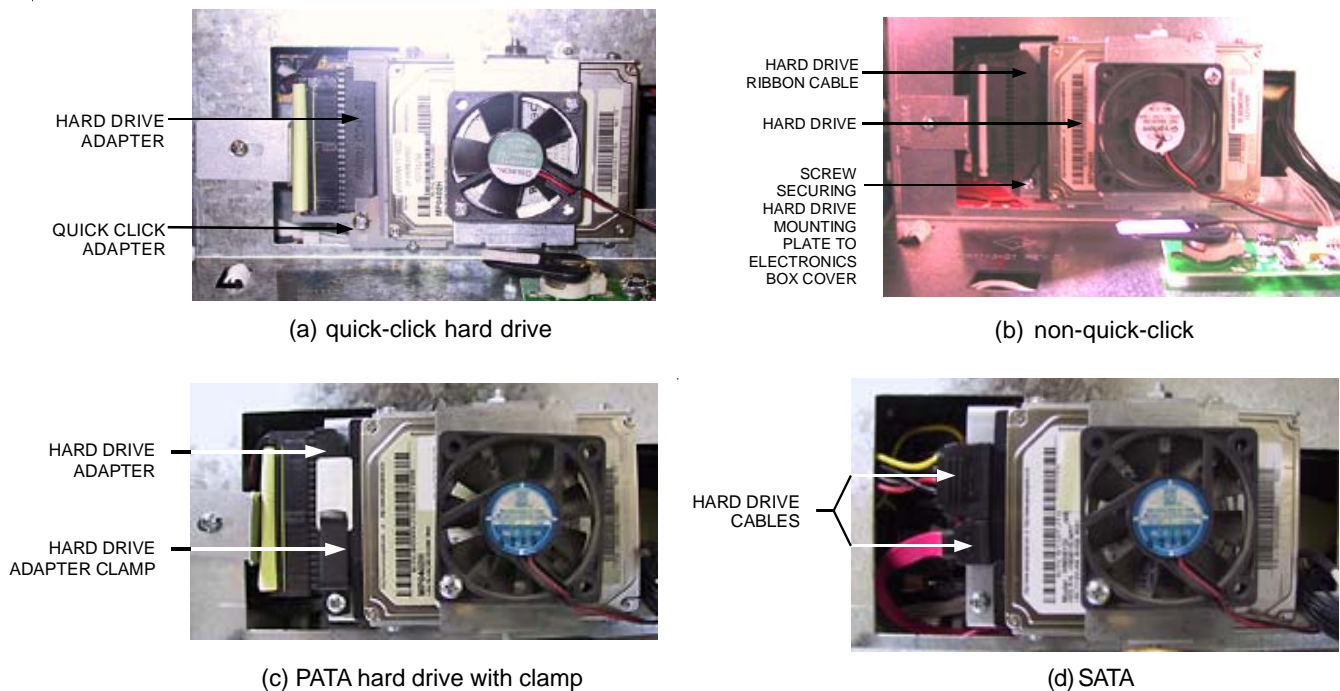 HARD DRIVE
ADAPTER
QUICK CLICK
ADAPTER
(a) quick-click hard drive
HARD DRIVE
RIBBON CABLE
HARD DRIVE
SCREW
SECURING
HARD DRIVE
MOUNTING
PLATE TO
ELECTRONICS
BOX COVER
(b) non-quick-click
HARD DRIVE
ADAPTER
HARD DRIVE
ADAPTER CLAMP
(c) PATA hard drive with clamp
HARD DRIVE
CABLES
(d) SATA